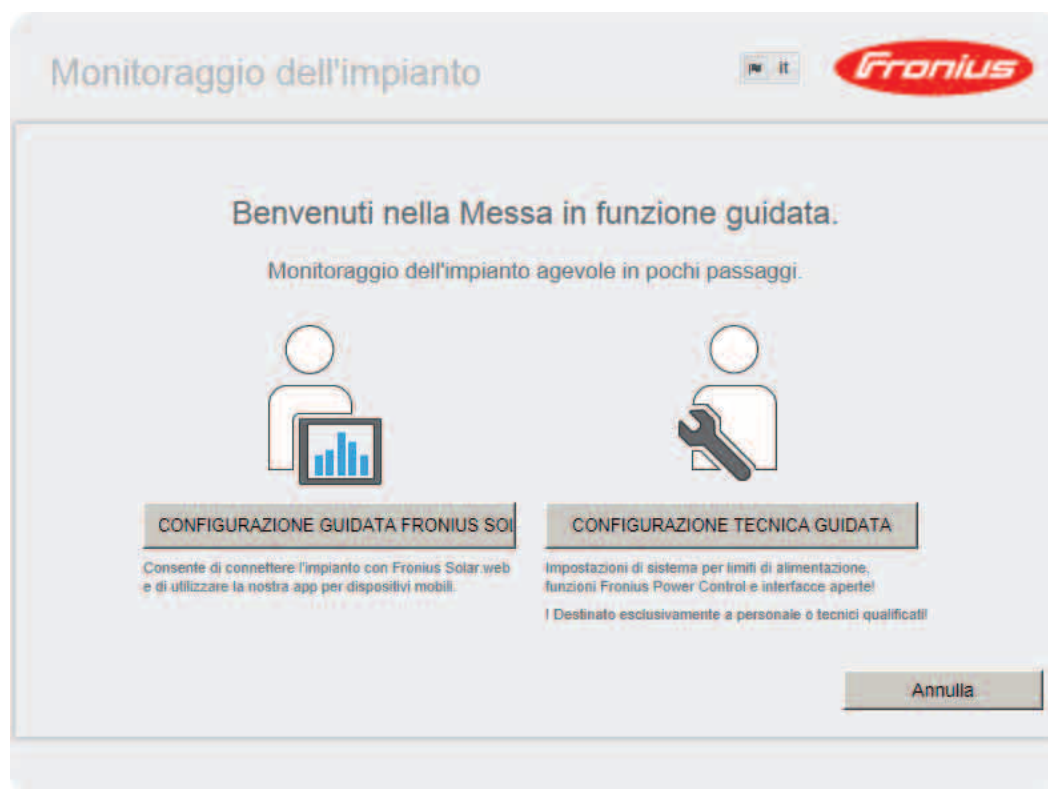 Monitoraggio dell'impianto
it
Fronius
Benvenuti nella Messa in funzione guidata.
Monitoraggio dell'impianto agevole in pochi passaggi.
CONFIGURAZIONE GUIDATA FRONIUS SOL
CONFIGURAZIONE TECNICA GUIDATA
Consente di connettere l'impianto con Fronius Solar.web
e di utilizzare la nostra app per dispositivi mobili.
Impostazioni di sistema per limiti di alimentazione,
funzioni Fronius Power Control e interfacce aperte!
! Destinato esclusivamente a personale o tecnici qualificati!
Annulla